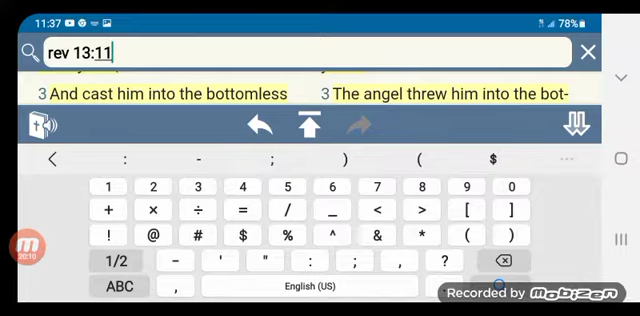 11:37 78%
rev 13:11
3 And cast him into the bottomless 3 The angel threw him into the bot-
: - ; ) ( $ ...
1 2 3 4 5 6 7 8 9 0
+ × ÷ = / _ < > [ ]
! @ # $ % ^ & * ( )
1/2 - ' " : ; , ?
ABC , English (US) .
m
20:10
Recorded by mobizen